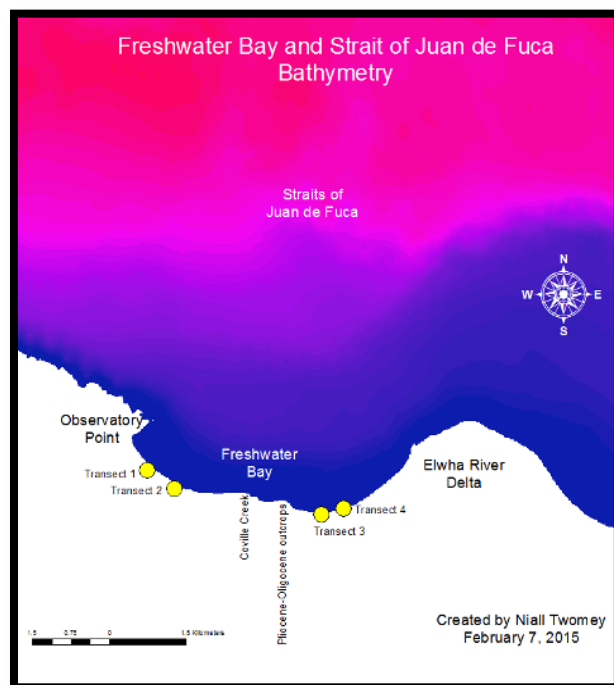 Freshwater Bay and Strait of Juan de Fuca
Bathymetry
Straits of
Juan de Fuca
N
W
E
S
Observatory
Point
Freshwater
Bay
Elwha River
Delta
Transect 1
Transect 2
Transect 4
Transect 3
Coville Creek
Pliocene-Oligocene outcrops
Created by Niall Twomey
February 7, 2015
1.5 0.75 0 1.5 Kilometers